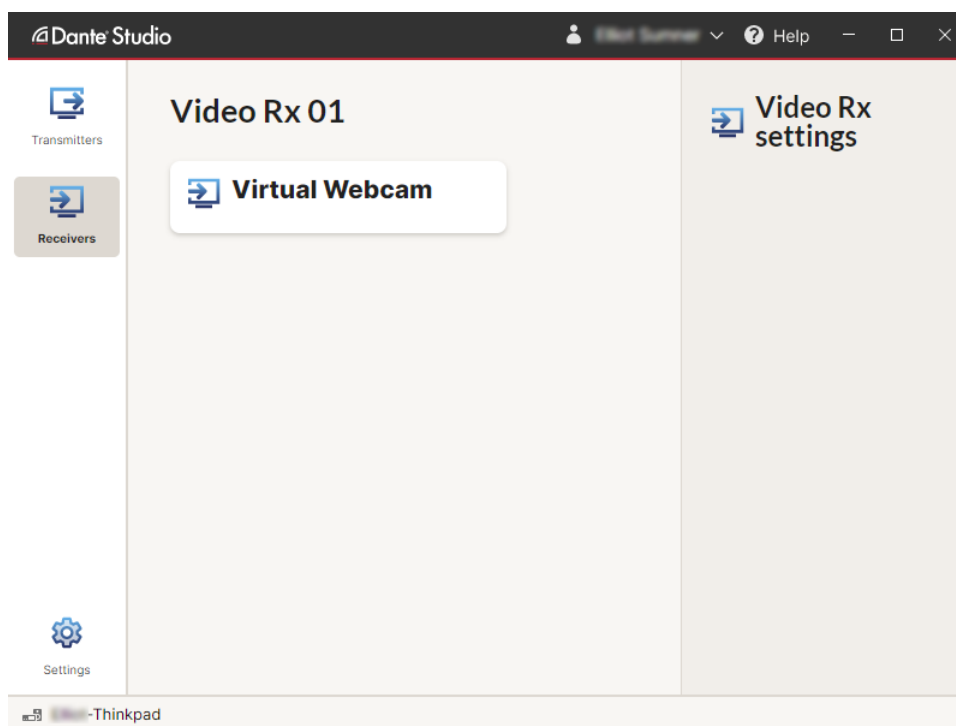 Dante Studio
Help
Transmitters
Receivers
Settings
Video Rx 01
Virtual Webcam
Video Rx
settings
-Thinkpad